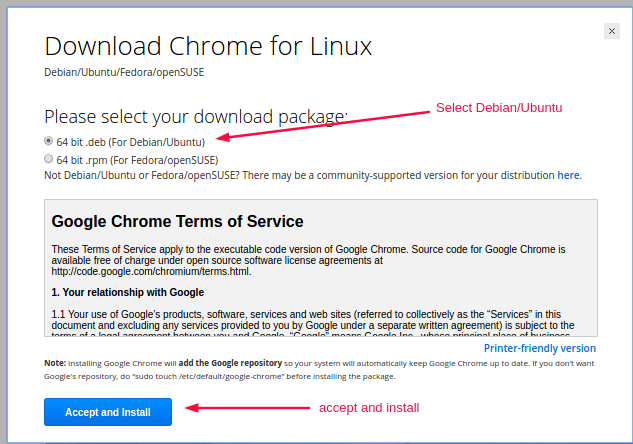 Download Chrome for Linux
Debian/Ubuntu/Fedora/openSUSE
Please select your download package:
Select Debian/Ubuntu
64 bit .deb (For Debian/Ubuntu)
64 bit .rpm (For Fedora/openSUSE)
Not Debian/Ubuntu or Fedora/openSUSE? There may be a community-supported version for your distribution here.
Google Chrome Terms of Service
These Terms of Service apply to the executable code version of Google Chrome. Source code for Google Chrome is
available free of charge under open source software license agreements at
http://code.google.com/chromium/terms.html.
1. Your relationship with Google
1.1 Your use of Google’s products, software, services and web sites (referred to collectively as the “Services” in this
document and excluding any services provided to you by Google under a separate written agreement) is subject to the
terms of a legal agreement between you and Google. “Google” means Google Inc., whose principal place of business
Printer-friendly version
Note: Installing Google Chrome will add the Google repository so your system will automatically keep Google Chrome up to date. If you don’t want
Google’s repository, do “sudo touch /etc/default/google-chrome” before installing the package.
Accept and Install
accept and install